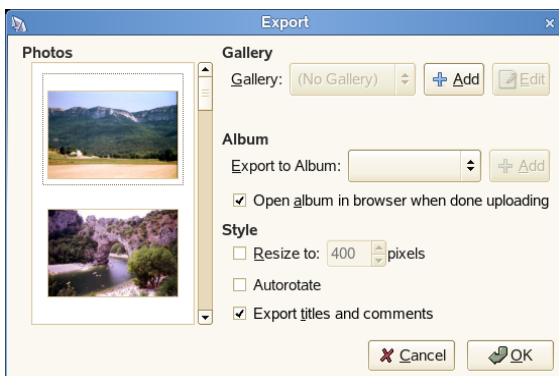 Export
Photos
Gallery
Gallery: (No Gallery) Add Edit
Album
Export to Album: Add
Open album in browser when done uploading
Style
Resize to: 400 pixels
Autorotate
Export titles and comments
Cancel OK